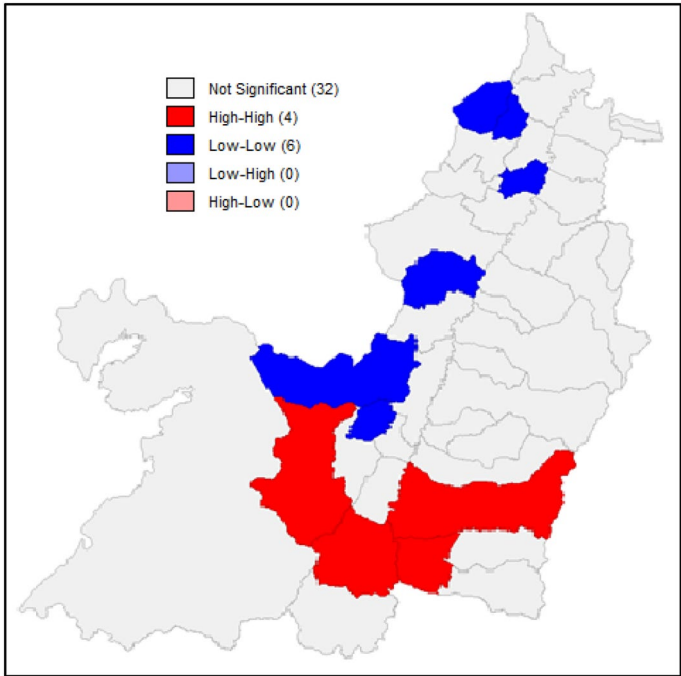 Not Significant (32)
High-High (4)
Low-Low (6)
Low-High (0)
High-Low (0)